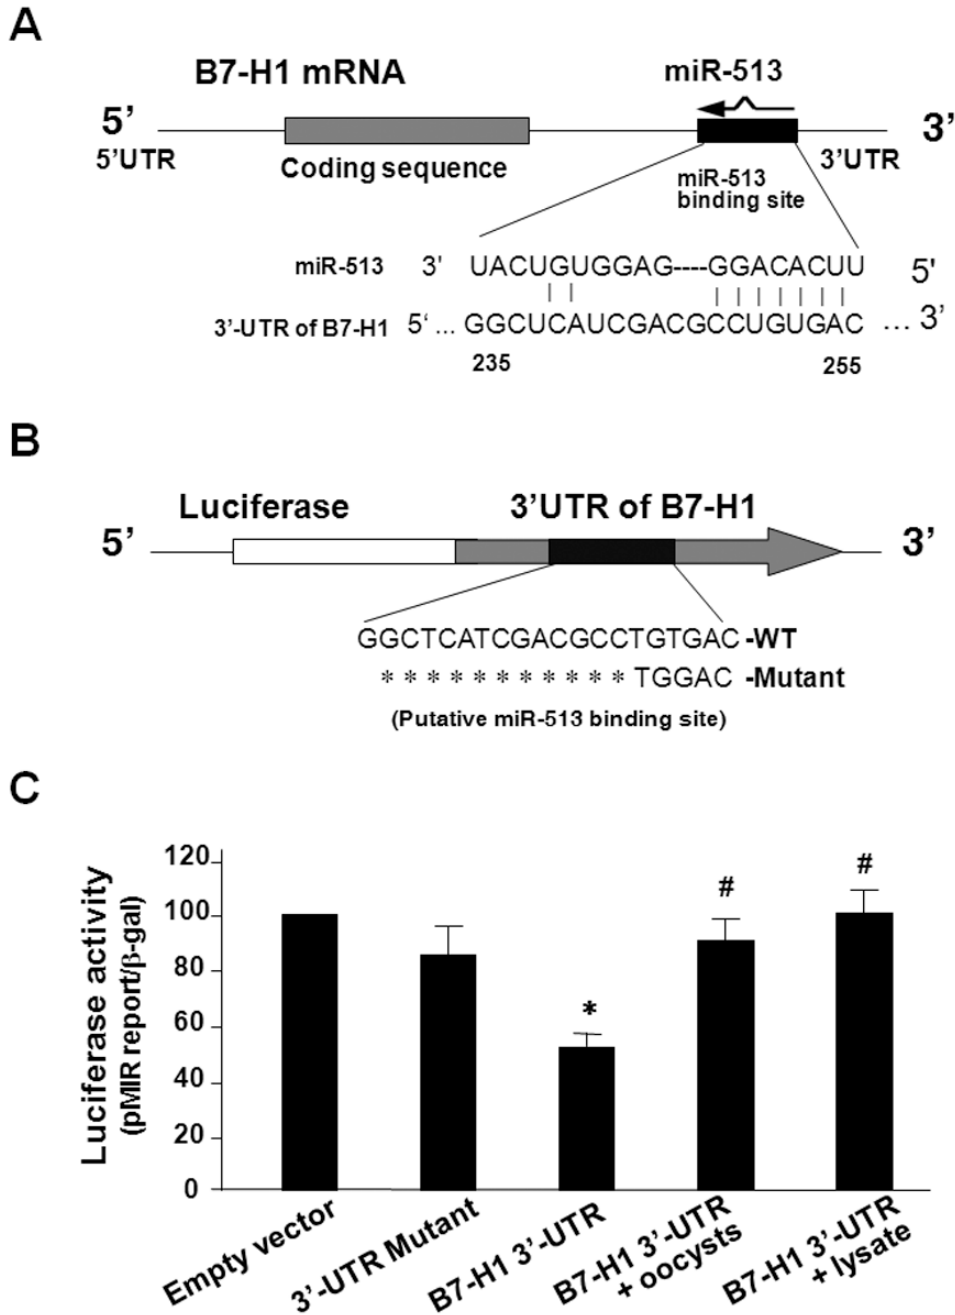 A
B7-H1 mRNA
miR-513
5’
3’
5’UTR
Coding sequence
miR-513
binding site
3’UTR
miR-513 3' UACUGUGGAG----GGACACUU 5'
3’-UTR of B7-H1 5‘ ... GGCUCAUCGACGCCUGUGAC ... 3’
235 255
B
Luciferase
3’UTR of B7-H1
5’
3’
GGCTCATCGACGCCTGTGAC -WT
* * * * * * * * * * * TGGAC -Mutant
(Putative miR-513 binding site)
C
Luciferase activity
(pMIR report/β-gal)
120
100
80
60
40
20
0
*
#
#
Empty vector
3’-UTR Mutant
B7-H1 3’-UTR
B7-H1 3’-UTR
+ oocysts
B7-H1 3’-UTR
+ lysate